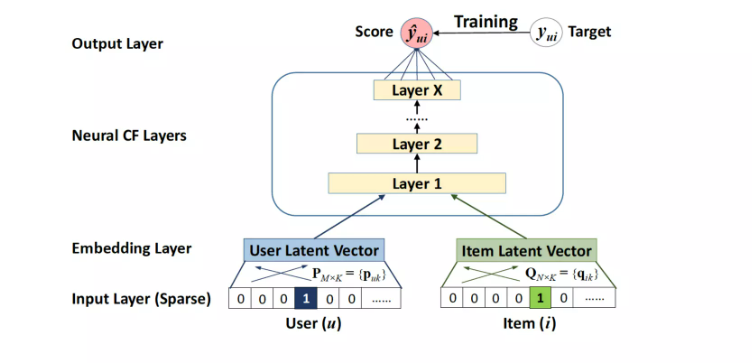 Output Layer
Score ŷui Training yui Target
Layer X
......
Neural CF Layers
Layer 2
Layer 1
Embedding Layer
User Latent Vector
Item Latent Vector
PM×K = {puk}
QN×K = {qik}
Input Layer (Sparse)
0 0 0 1 0 0 ......
0 0 0 0 1 0 ......
User (u)
Item (i)